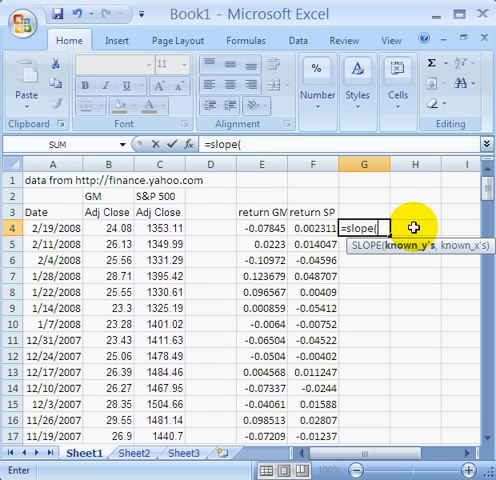 Book1 - Microsoft Excel
Home Insert Page Layout Formulas Data Review View
Paste
Clipboard
11
B I U
A A
Font
Alignment
%
Number
A
Styles
Cells
Σ
Editing
SUM
fx
=slope(
A B C D E F G H I
1 data from http://finance.yahoo.com
2 GM S&P 500
3 Date Adj Close Adj Close return GM return SP
4 2/19/2008 24.08 1353.11 -0.07845 0.002311 =slope(
SLOPE(known_y's, known_x's)
5 2/11/2008 26.13 1349.99 0.0223 0.014047
6 2/4/2008 25.56 1331.29 -0.10972 -0.04596
7 1/28/2008 28.71 1395.42 0.123679 0.048707
8 1/22/2008 25.55 1330.61 0.096567 0.00409
9 1/14/2008 23.3 1325.19 0.000859 -0.05412
10 1/7/2008 23.28 1401.02 -0.0064 -0.00752
11 12/31/2007 23.43 1411.63 -0.06504 -0.04522
12 12/24/2007 25.06 1478.49 -0.0504 -0.00402
13 12/17/2007 26.39 1484.46 0.004568 0.011247
14 12/10/2007 26.27 1467.95 -0.07337 -0.0244
15 12/3/2007 28.35 1504.66 -0.04061 0.01588
16 11/26/2007 29.55 1481.14 0.098513 0.02807
17 11/19/2007 26.9 1440.7 -0.07209 -0.01237
Sheet1 Sheet2 Sheet3
Enter
100%